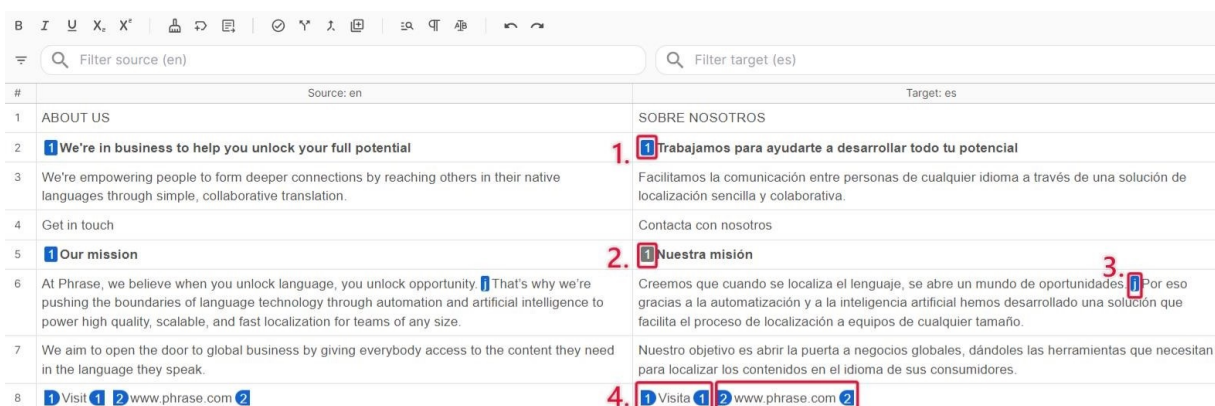 B I U X₂ X²
Filter source (en) Filter target (es)
# Source: en Target: es
1 ABOUT US SOBRE NOSOTROS
2 1 We're in business to help you unlock your full potential 1. 1 Trabajamos para ayudarte a desarrollar todo tu potencial
3 We're empowering people to form deeper connections by reaching others in their native Facilitamos la comunicación entre personas de cualquier idioma a través de una solución de
languages through simple, collaborative translation. localización sencilla y colaborativa.
4 Get in touch Contacta con nosotros
5 1 Our mission 2. 1 Nuestra misión
3.
6 At Phrase, we believe when you unlock language, you unlock opportunity. j That's why we're Creemos que cuando se localiza el lenguaje, se abre un mundo de oportunidades. j Por eso
pushing the boundaries of language technology through automation and artificial intelligence to gracias a la automatización y a la inteligencia artificial hemos desarrollado una solución que
power high quality, scalable, and fast localization for teams of any size. facilita el proceso de localización a equipos de cualquier tamaño.
7 We aim to open the door to global business by giving everybody access to the content they need Nuestro objetivo es abrir la puerta a negocios globales, dándoles las herramientas que necesitan
in the language they speak. para localizar los contenidos en el idioma de sus consumidores.
8 1 Visit 1 2 www.phrase.com 2 4. 1 Visita 1 2 www.phrase.com 2